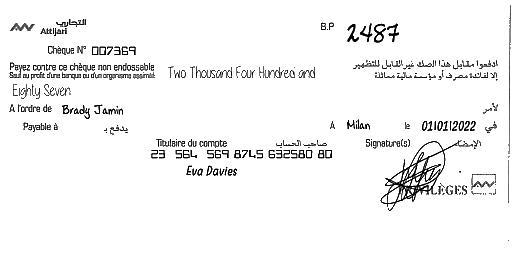 التجاري
Attijari
B.P 2487
Chèque N° 007369
Payez contre ce chèque non endossable
ادفعوا مقابل هذا الصك غير القابل للتظهير
Sauf au profit d'une banque ou d'un organisme assimilé
إلا لفائدة مصرف أو مؤسسة مالية مماثلة
Two Thousand Four Hundred and
Eighty Seven
A l'ordre de Brady Jamin لأمر
Payable à يدفع بـ
A Milan le 01/01/2022 في
Titulaire du compte صاحب الحساب Signature(s) الإمضاء
23 564 569 8745 632580 80
Eva Davies
PRIVILÈGES